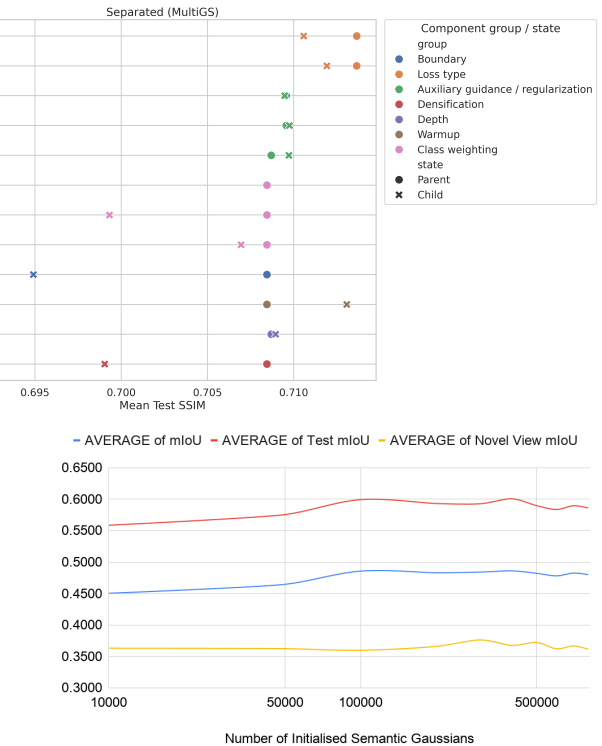 Separated (MultiGS)
Component group / state
group
Boundary
Loss type
Auxiliary guidance / regularization
Densification
Depth
Warmup
Class weighting
state
Parent
Child
0.695 0.700 0.705 0.710
Mean Test SSIM
AVERAGE of mIoU AVERAGE of Test mIoU AVERAGE of Novel View mIoU
0.6500
0.6000
0.5500
0.5000
0.4500
0.4000
0.3500
0.3000
10000 50000 100000 500000
Number of Initialised Semantic Gaussians